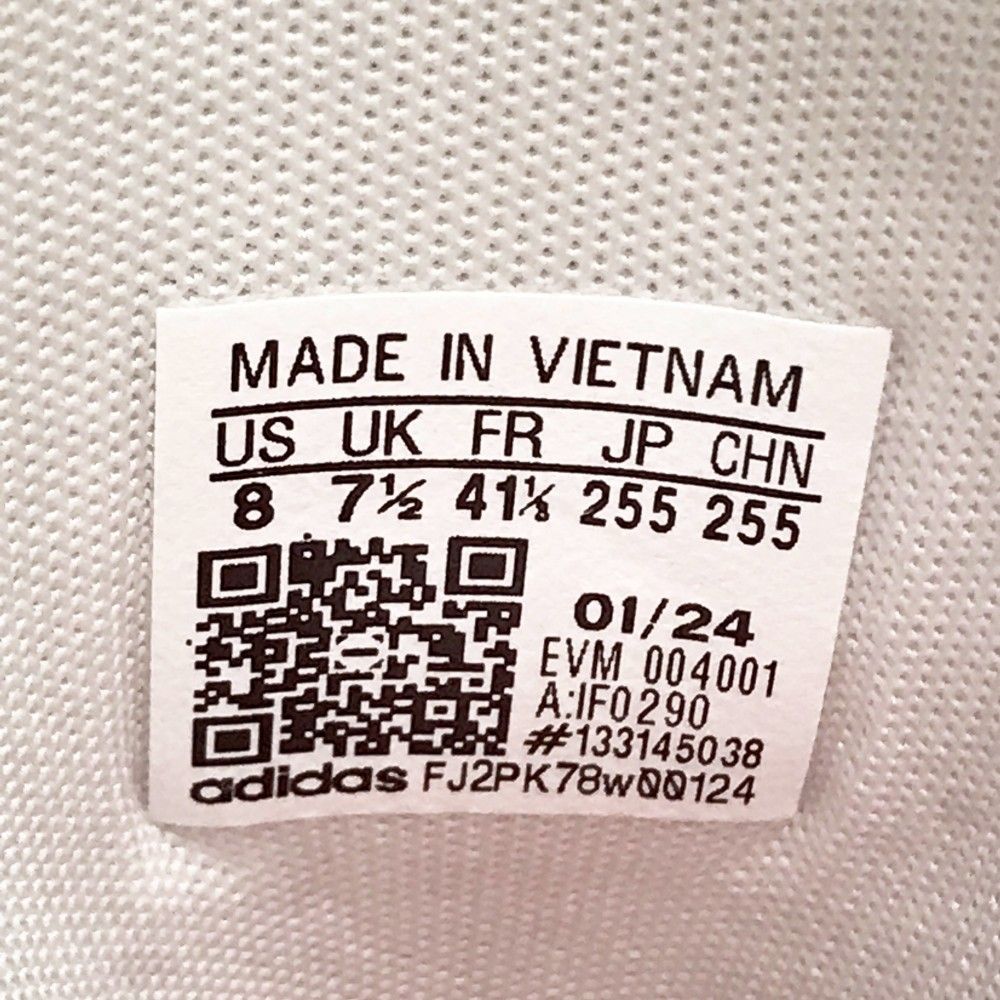 MADE IN VIETNAM
US UK FR JP CHN
8 7½ 41⅓ 255 255
01/24
EVM 004001
A:IF0290
#133145038
adidas FJ2PK78w00124